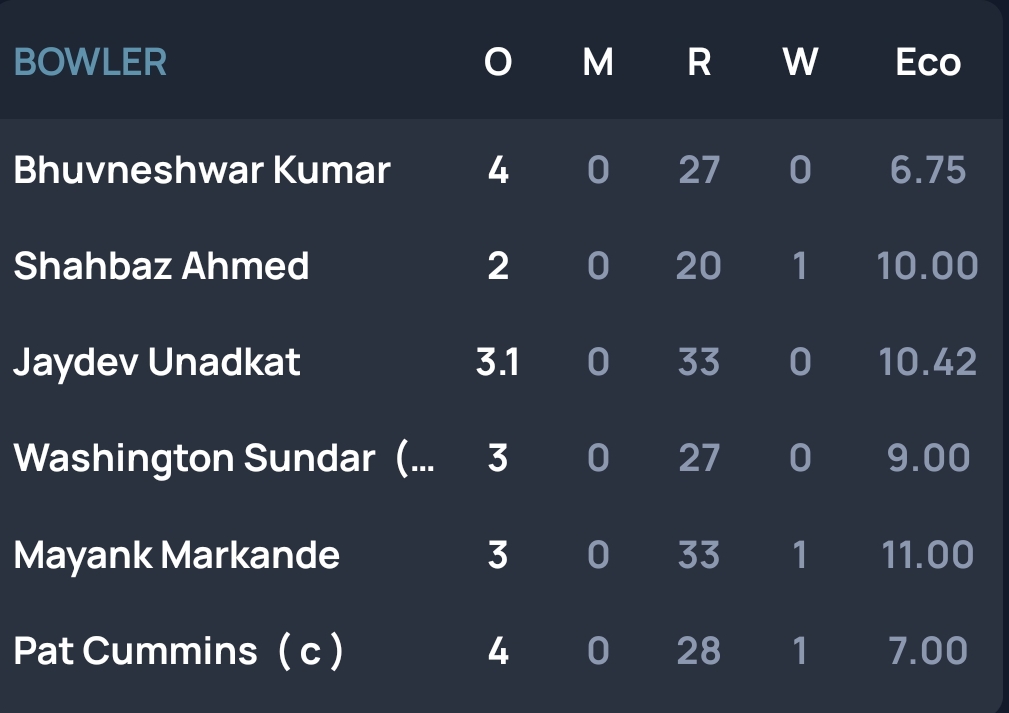 BOWLER O M R W Eco
Bhuvneshwar Kumar 4 0 27 0 6.75
Shahbaz Ahmed 2 0 20 1 10.00
Jaydev Unadkat 3.1 0 33 0 10.42
Washington Sundar (... 3 0 27 0 9.00
Mayank Markande 3 0 33 1 11.00
Pat Cummins ( c ) 4 0 28 1 7.00